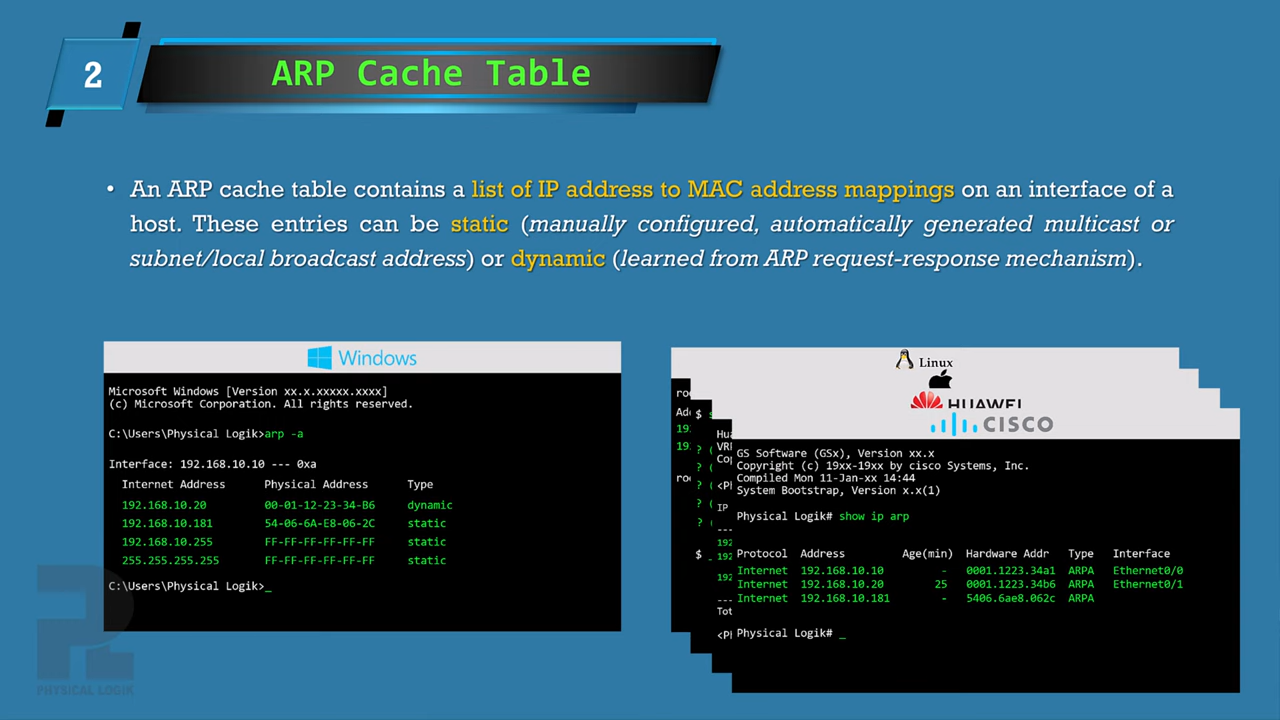 2
ARP Cache Table
• An ARP cache table contains a list of IP address to MAC address mappings on an interface of a
host. These entries can be static (manually configured, automatically generated multicast or
subnet/local broadcast address) or dynamic (learned from ARP request-response mechanism).
Windows
Microsoft Windows [Version xx.x.xxxxx.xxxx]
(c) Microsoft Corporation. All rights reserved.
C:\Users\Physical Logik>arp -a
Interface: 192.168.10.10 --- 0xa
Internet Address Physical Address Type
192.168.10.20 00-01-12-23-34-B6 dynamic
192.168.10.181 54-06-6A-E8-06-2C static
192.168.10.255 FF-FF-FF-FF-FF-FF static
255.255.255.255 FF-FF-FF-FF-FF-FF static
C:\Users\Physical Logik>_
Linux
HUAWEI
CISCO
GS Software (GSx), Version xx.x
Copyright (c) 19xx-19xx by cisco Systems, Inc.
Compiled Mon 11-Jan-xx 14:44
System Bootstrap, Version x.x(1)
Physical Logik# show ip arp
Protocol Address Age(min) Hardware Addr Type Interface
Internet 192.168.10.10 - 0001.1223.34a1 ARPA Ethernet0/0
Internet 192.168.10.20 25 0001.1223.34b6 ARPA Ethernet0/1
Internet 192.168.10.181 - 5406.6ae8.062c ARPA
Physical Logik# _
PHYSICAL LOGIK